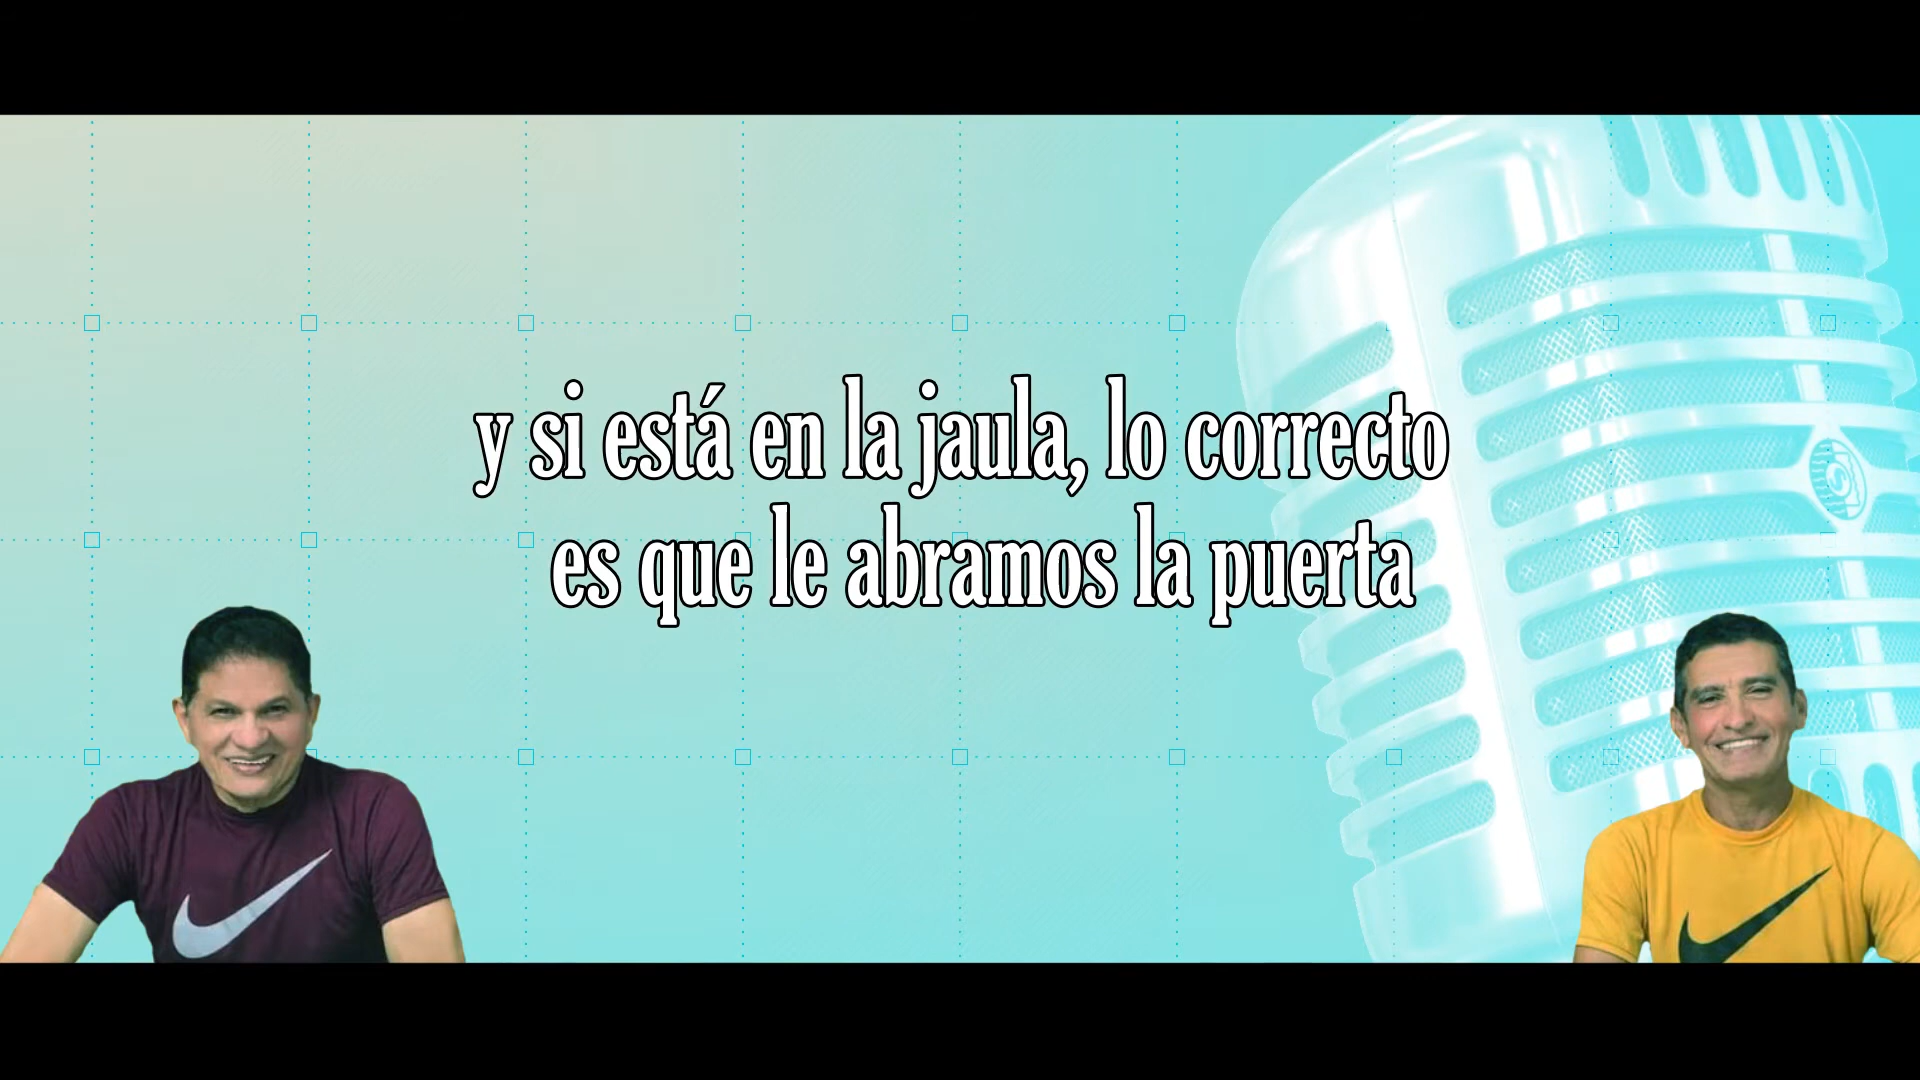 y si está en la jaula, lo correcto
es que le abramos la puerta